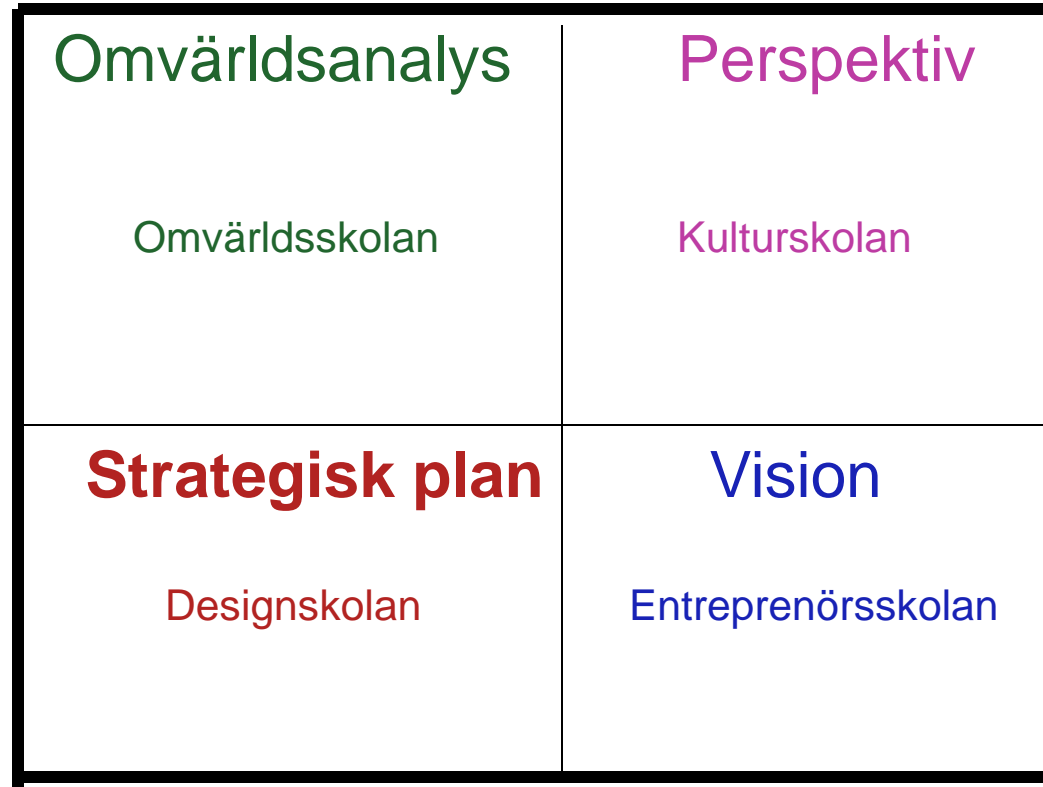 Omvärldsanalys
Perspektiv
Omvärldsskolan
Kulturskolan
Strategisk plan
Vision
Designskolan
Entreprenörsskolan